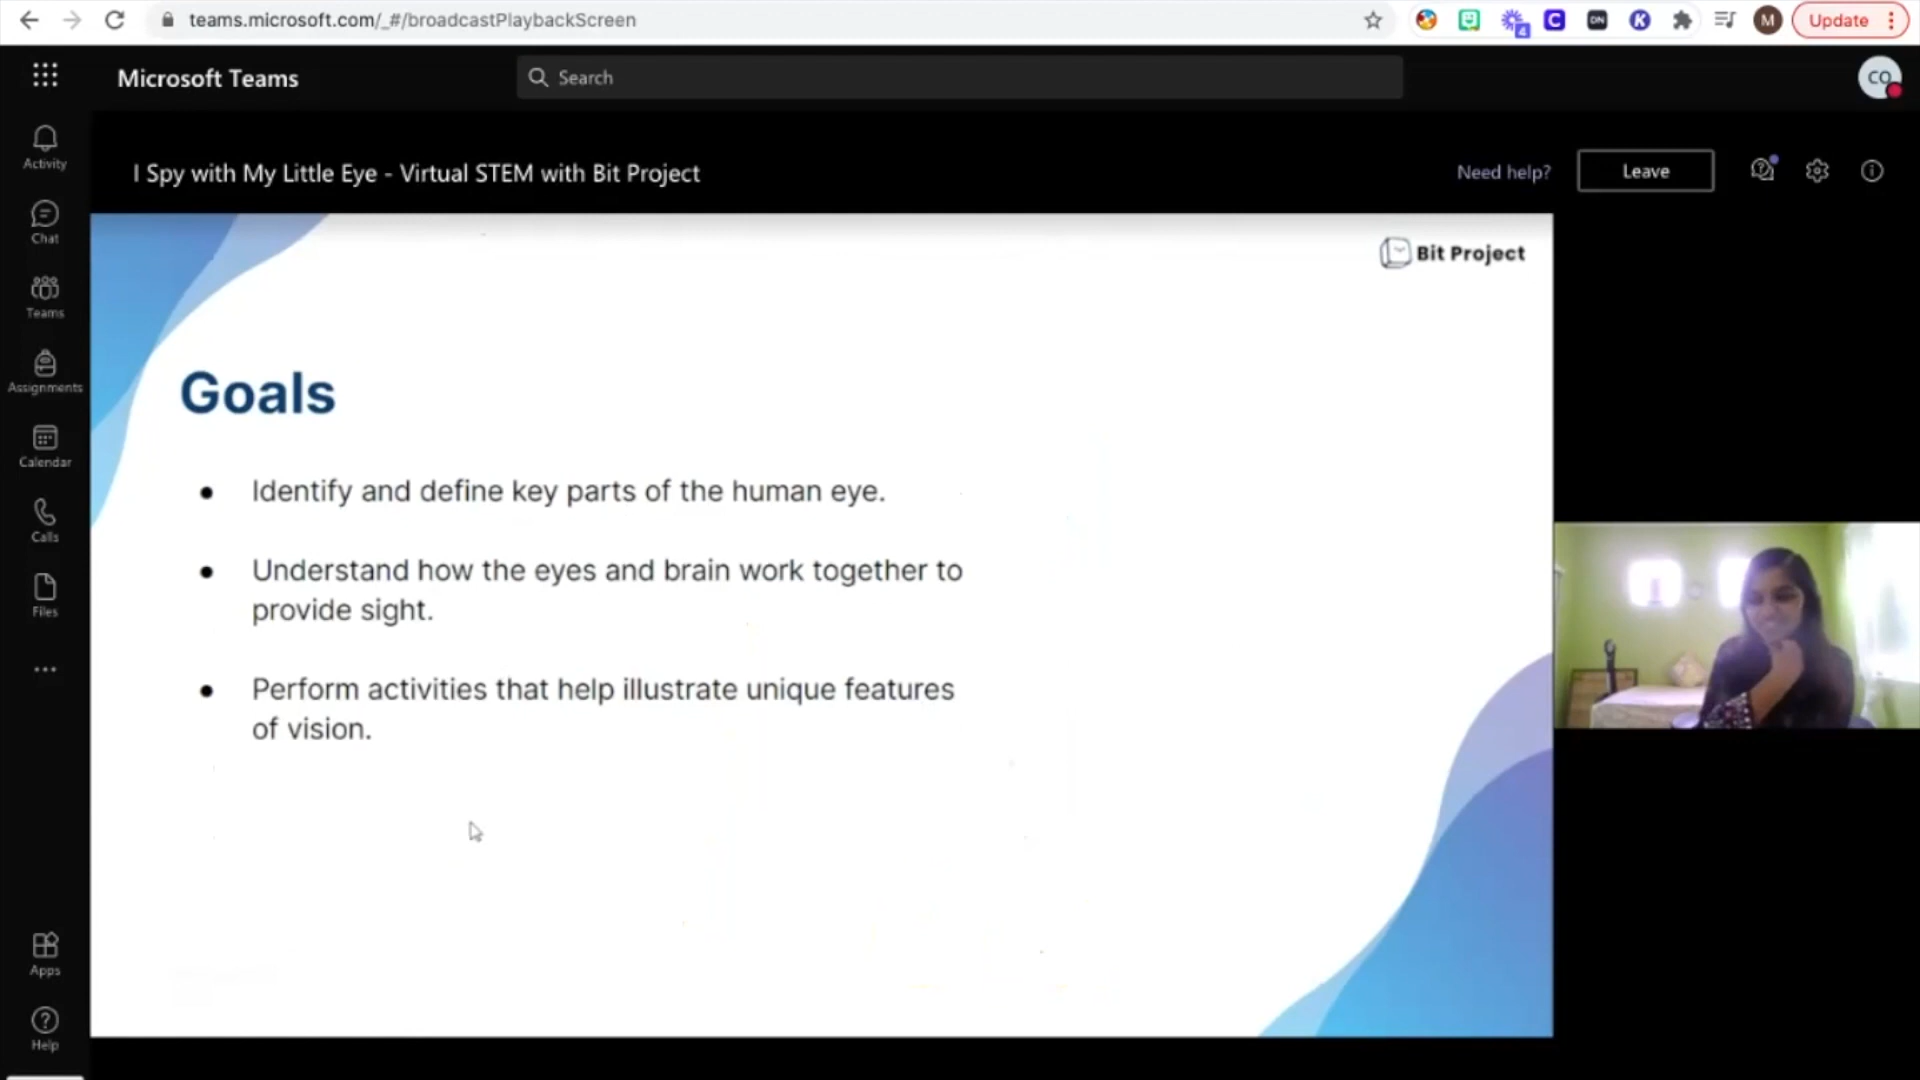 teams.microsoft.com/_#/broadcastPlaybackScreen
4
C
DN
K
M
Update
Microsoft Teams
Search
CO
Activity
I Spy with My Little Eye - Virtual STEM with Bit Project
Need help?
Leave
Chat
Bit Project
Teams
Assignments
Goals
Calendar
Identify and define key parts of the human eye.
Calls
Understand how the eyes and brain work together to
provide sight.
Files
Perform activities that help illustrate unique features
of vision.
Apps
Help